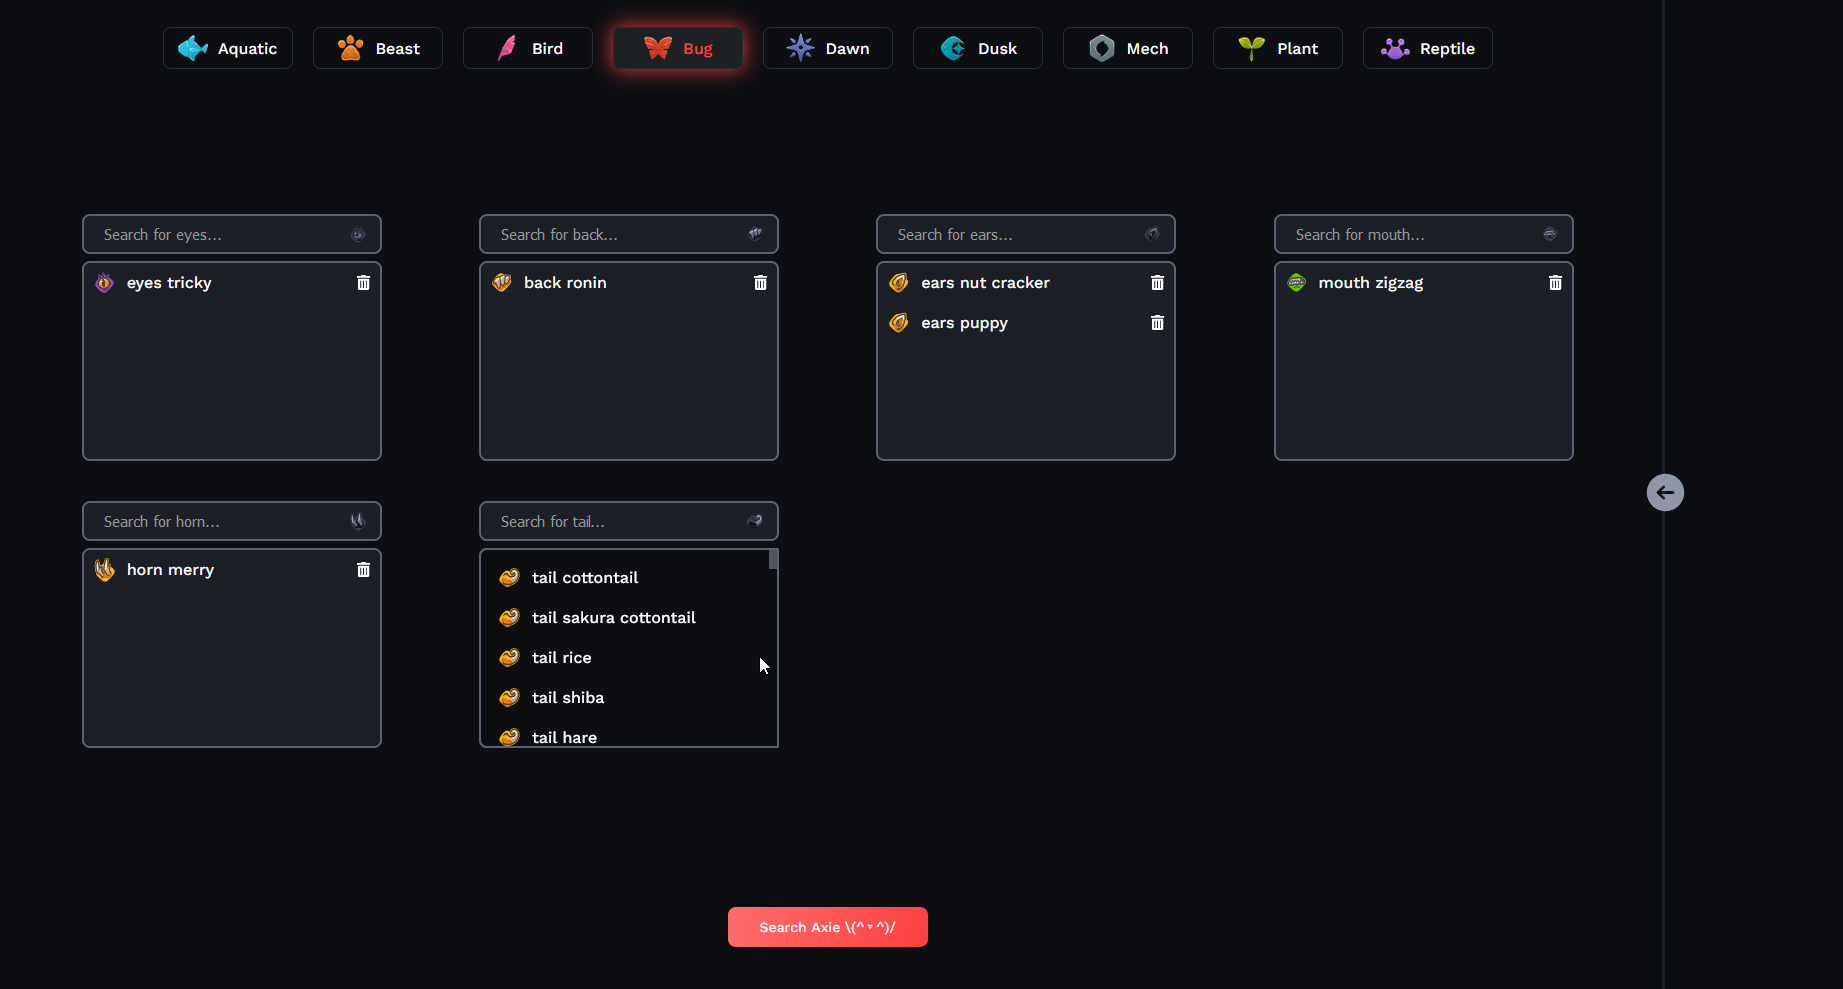 Aquatic
Beast
Bird
Bug
Dawn
Dusk
Mech
Plant
Reptile
Search for eyes...
Search for back...
Search for ears...
Search for mouth...
eyes tricky
back ronin
ears nut cracker
ears puppy
mouth zigzag
Search for horn...
Search for tail...
horn merry
tail cottontail
tail sakura cottontail
tail rice
tail shiba
tail hare
Search Axie \(^▿^)/